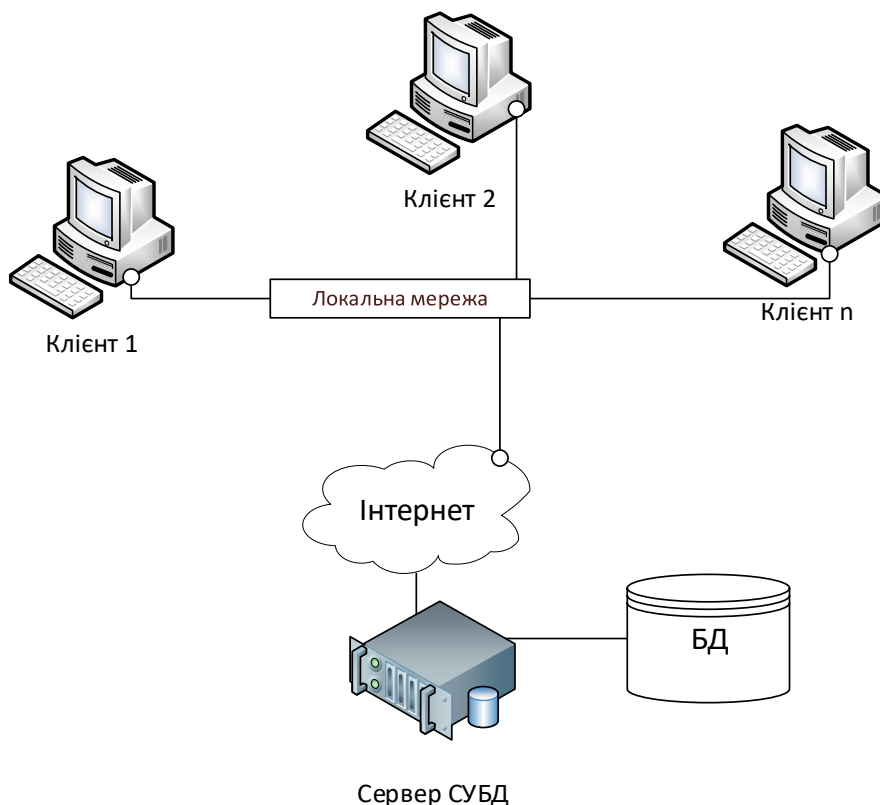 Клієнт 2
Локальна мережа
Клієнт n
Клієнт 1
Інтернет
БД
Сервер СУБД